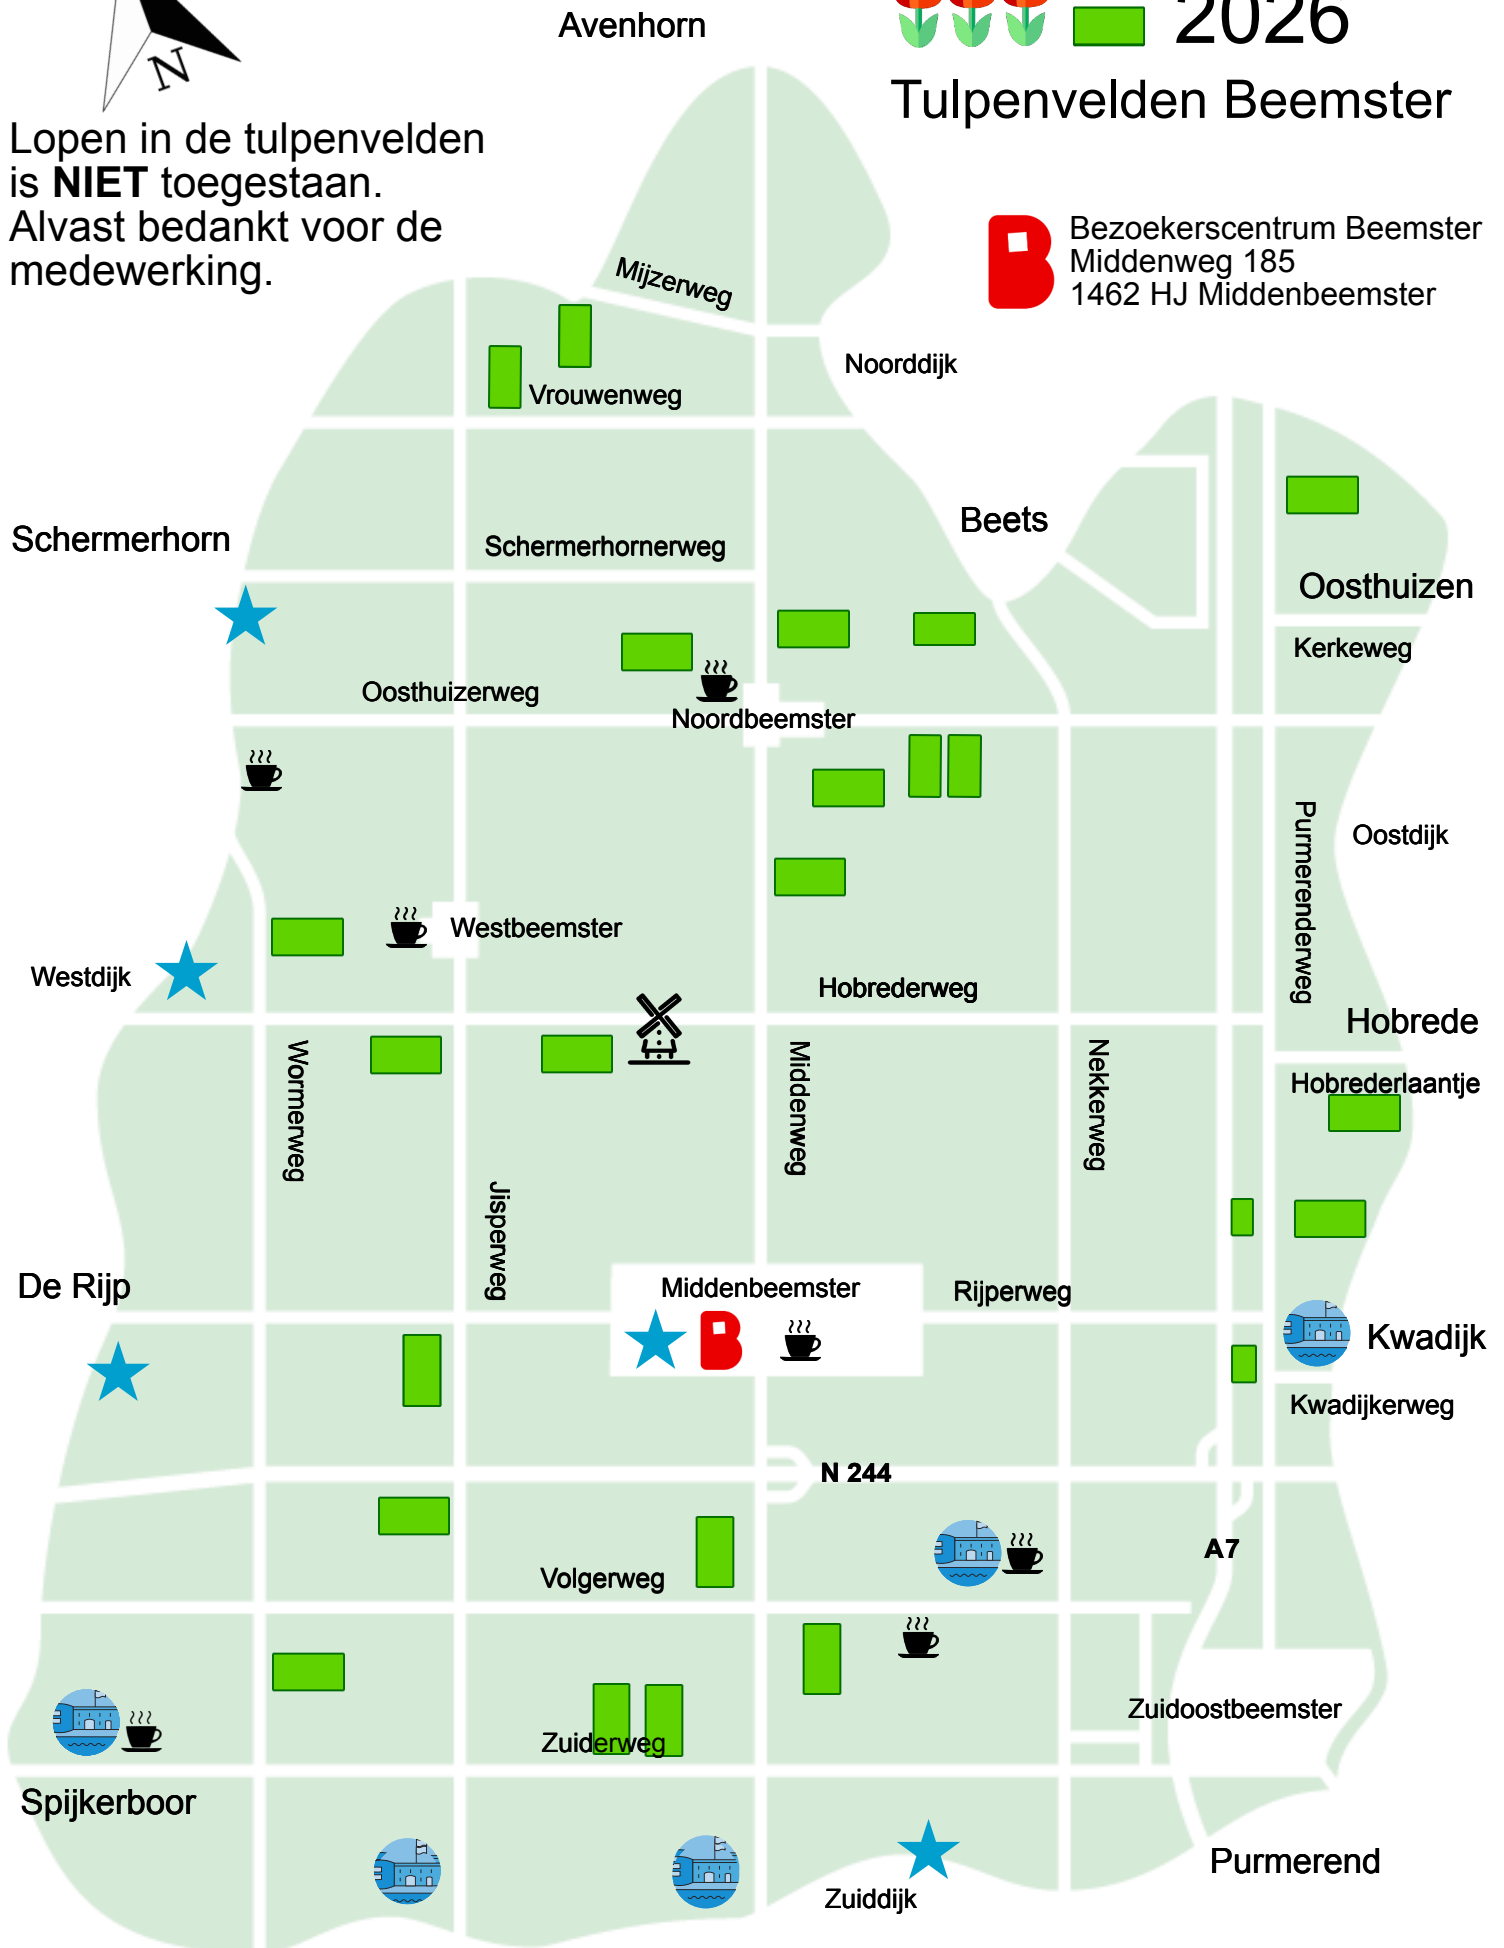 Avenhorn
2026
Tulpenvelden Beemster
N
Lopen in de tulpenvelden
is NIET toegestaan.
Alvast bedankt voor de
medewerking.
B
Bezoekerscentrum Beemster
Middenweg 185
1462 HJ Middenbeemster
Mijzerweg
Noorddijk
Vrouwenweg
Beets
Schermerhorn
Schermerhornerweg
Oosthuizen
Kerkeweg
Oosthuizerweg
Noordbeemster
Purmerenderweg
Oostdijk
Westbeemster
Westdijk
Hobrederweg
Hobrede
Wormerweg
Middenweg
Nekkerweg
Hobrederlaantje
Jisperweg
De Rijp
Middenbeemster
Rijperweg
B
Kwadijk
Kwadijkerweg
N 244
A7
Volgerweg
Zuidoostbeemster
Zuiderweg
Spijkerboor
Purmerend
Zuiddijk